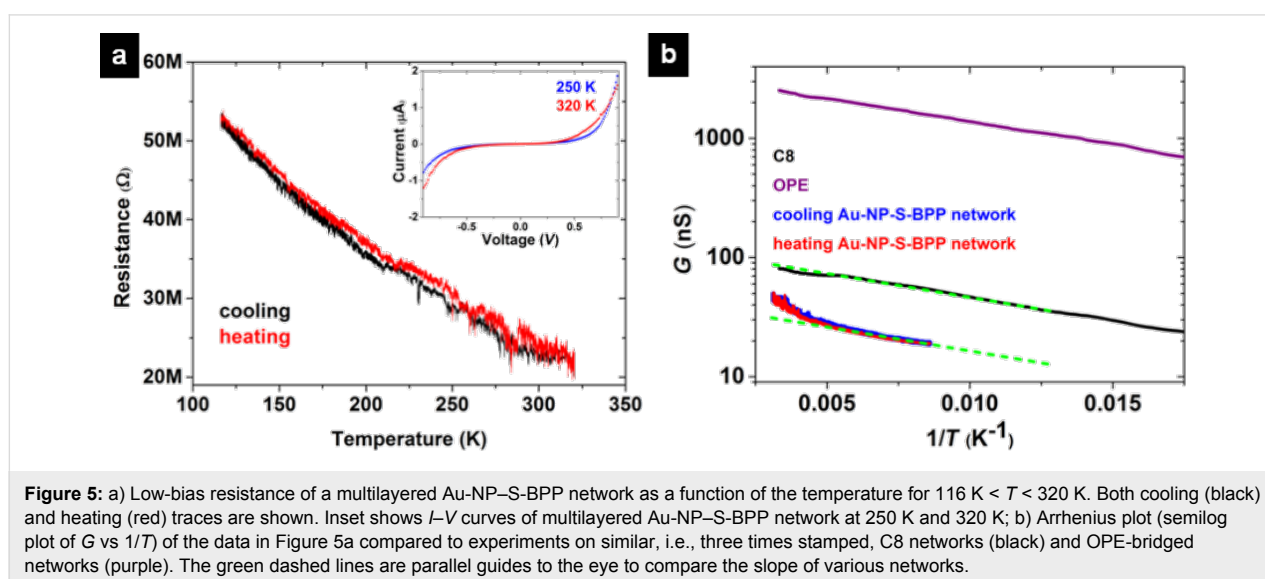 a
60M
50M
40M
30M
20M
Resistance (Ω)
100 150 200 250 300 350
Temperature (K)
cooling
heating
2
1
0
-1
-2
Current (μA)
-0.5 0.0 0.5
Voltage (V)
250 K
320 K
b
1000
100
10
G (nS)
C8
OPE
cooling Au-NP-S-BPP network
heating Au-NP-S-BPP network
0.005 0.010 0.015
1/T (K-1)
Figure 5: a) Low-bias resistance of a multilayered Au-NP–S-BPP network as a function of the temperature for 116 K < T < 320 K. Both cooling (black)
and heating (red) traces are shown. Inset shows I–V curves of multilayered Au-NP–S-BPP network at 250 K and 320 K; b) Arrhenius plot (semilog
plot of G vs 1/T) of the data in Figure 5a compared to experiments on similar, i.e., three times stamped, C8 networks (black) and OPE-bridged
networks (purple). The green dashed lines are parallel guides to the eye to compare the slope of various networks.